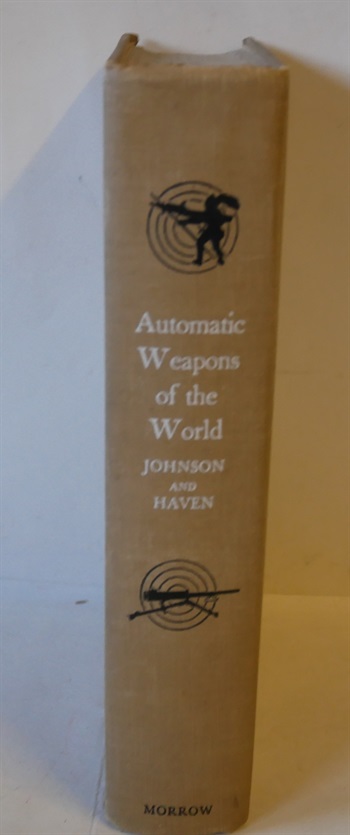 Automatic
Weapons
of the
World
JOHNSON
AND
HAVEN
MORROW